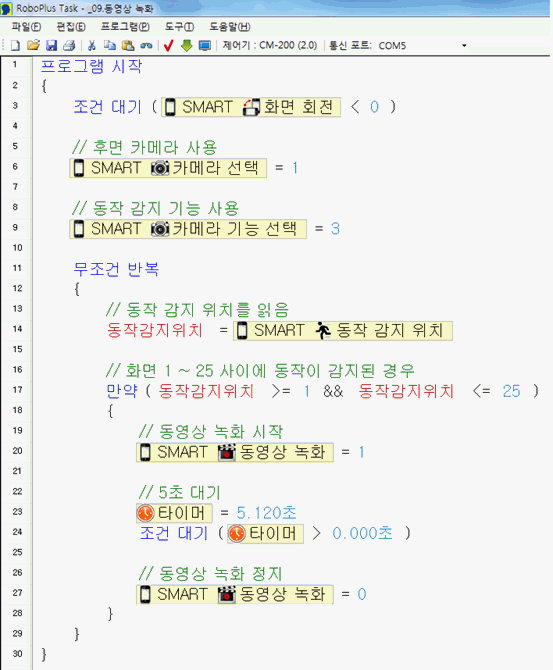 RoboPlus Task - _09.동영상 녹화
파일(F) 편집(E) 프로그램(P) 도구(T) 도움말(H)
제어기 : CM-200 (2.0) 통신 포트: COM5
1 프로그램 시작
2 {
3 조건 대기 ( SMART 화면 회전 < 0 )
4
5 // 후면 카메라 사용
6 SMART 카메라 선택 = 1
7
8 // 동작 감지 기능 사용
9 SMART 카메라 기능 선택 = 3
10
11 무조건 반복
12 {
13 // 동작 감지 위치를 읽음
14 동작감지위치 = SMART 동작 감지 위치
15
16 // 화면 1 ~ 25 사이에 동작이 감지된 경우
17 만약 ( 동작감지위치 >= 1 && 동작감지위치 <= 25 )
18 {
19 // 동영상 녹화 시작
20 SMART 동영상 녹화 = 1
21
22 // 5초 대기
23 타이머 = 5.120초
24 조건 대기 ( 타이머 > 0.000초 )
25
26 // 동영상 녹화 정지
27 SMART 동영상 녹화 = 0
28 }
29 }
30 }